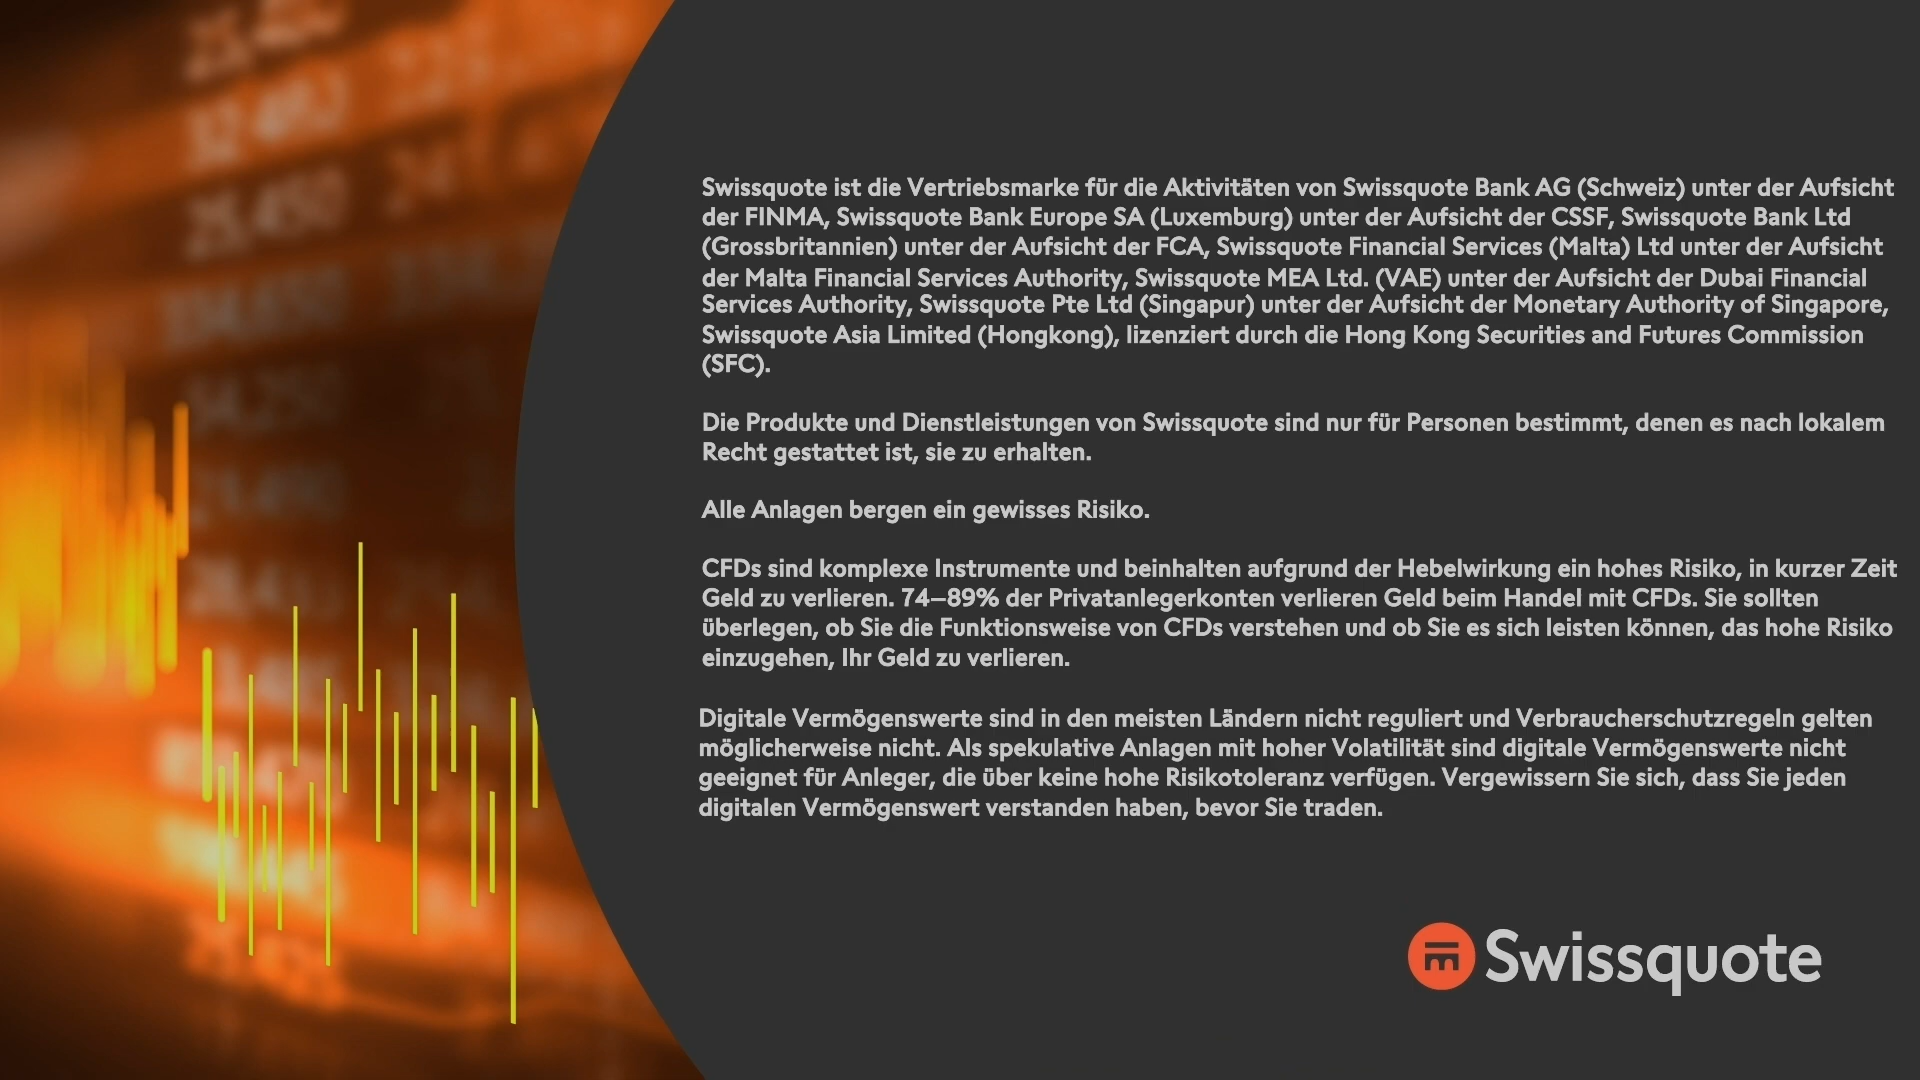 Swissquote ist die Vertriebsmarke für die Aktivitäten von Swissquote Bank AG (Schweiz) unter der Aufsicht
der FINMA, Swissquote Bank Europe SA (Luxemburg) unter der Aufsicht der CSSF, Swissquote Bank Ltd
(Grossbritannien) unter der Aufsicht der FCA, Swissquote Financial Services (Malta) Ltd unter der Aufsicht
der Malta Financial Services Authority, Swissquote MEA Ltd. (VAE) unter der Aufsicht der Dubai Financial
Services Authority, Swissquote Pte Ltd (Singapur) unter der Aufsicht der Monetary Authority of Singapore,
Swissquote Asia Limited (Hongkong), lizenziert durch die Hong Kong Securities and Futures Commission
(SFC).
Die Produkte und Dienstleistungen von Swissquote sind nur für Personen bestimmt, denen es nach lokalem
Recht gestattet ist, sie zu erhalten.
Alle Anlagen bergen ein gewisses Risiko.
CFDs sind komplexe Instrumente und beinhalten aufgrund der Hebelwirkung ein hohes Risiko, in kurzer Zeit
Geld zu verlieren. 74–89% der Privatanlegerkonten verlieren Geld beim Handel mit CFDs. Sie sollten
überlegen, ob Sie die Funktionsweise von CFDs verstehen und ob Sie es sich leisten können, das hohe Risiko
einzugehen, Ihr Geld zu verlieren.
Digitale Vermögenswerte sind in den meisten Ländern nicht reguliert und Verbraucherschutzregeln gelten
möglicherweise nicht. Als spekulative Anlagen mit hoher Volatilität sind digitale Vermögenswerte nicht
geeignet für Anleger, die über keine hohe Risikotoleranz verfügen. Vergewissern Sie sich, dass Sie jeden
digitalen Vermögenswert verstanden haben, bevor Sie traden.
Swissquote